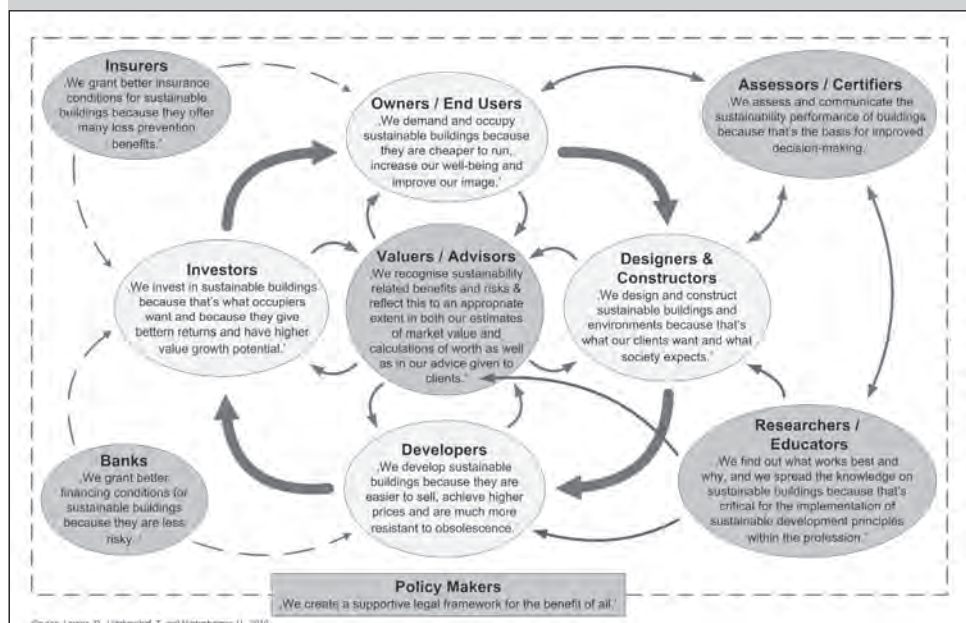 Insurers
‚We grant better insurance
conditions for sustainable
buildings because they offer
many loss prevention
benefits.’
Owners / End Users
‚We demand and occupy
sustainable buildings because
they are cheaper to run,
increase our well-being and
improve our image.’
Assessors / Certifiers
‚We assess and communicate the
sustainability performance of buildings
because that's the basis for improved
decision-making.
Investors
‚We invest in sustainable buildings
because that's what occupiers
want and because they give
bettern returns and have higher
value growth potential.’
Valuers / Advisors
‚We recognise sustainability
related benefits and risks &
reflect this to an appropriate
extent in both our estimates
of market value and
calculations of worth as well
as in our advice given to
clients.’
Designers &
Constructors
‚We design and construct
sustainable buildings and
environments because that's
what our clients want and what
society expects.’
Banks
‚We grant better
financing conditions for
sustainable buildings
because they are less
risky.’
Developers
‚We develop sustainable
buildings because they are
easier to sell, achieve higher
prices and are much more
resistant to obsolescence.
Researchers /
Educators
‚We find out what works best and
why, and we spread the knowledge on
sustainable buildings because that's
critical for the implementation of
sustainable development principles
within the profession.’
Policy Makers
‚We create a supportive legal framework for the benefit of all.’